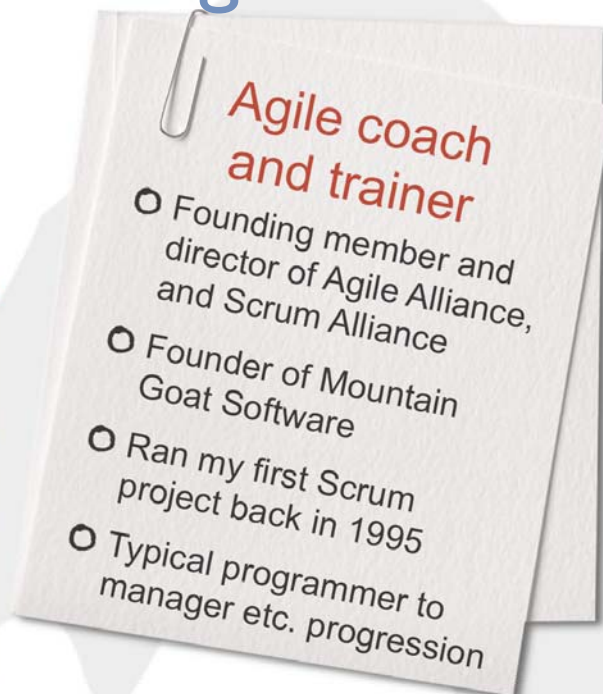 Agile coach
and trainer
Founding member and
director of Agile Alliance,
and Scrum Alliance
Founder of Mountain
Goat Software
Ran my first Scrum
project back in 1995
Typical programmer to
manager etc. progression